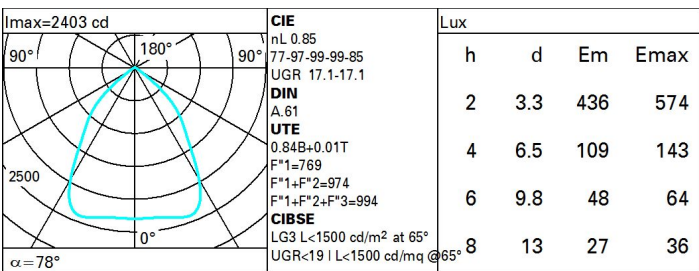 Imax=2403 cd
90°
180°
90°
2500
0°
α=78°
CIE
nL 0.85
77-97-99-99-85
UGR 17.1-17.1
DIN
A.61
UTE
0.84B+0.01T
F"1=769
F"1+F"2=974
F"1+F"2+F"3=994
CIBSE
LG3 L<1500 cd/m² at 65°
UGR<19 | L<1500 cd/mq @65°
Lux
h d Em Emax
2 3.3 436 574
4 6.5 109 143
6 9.8 48 64
8 13 27 36